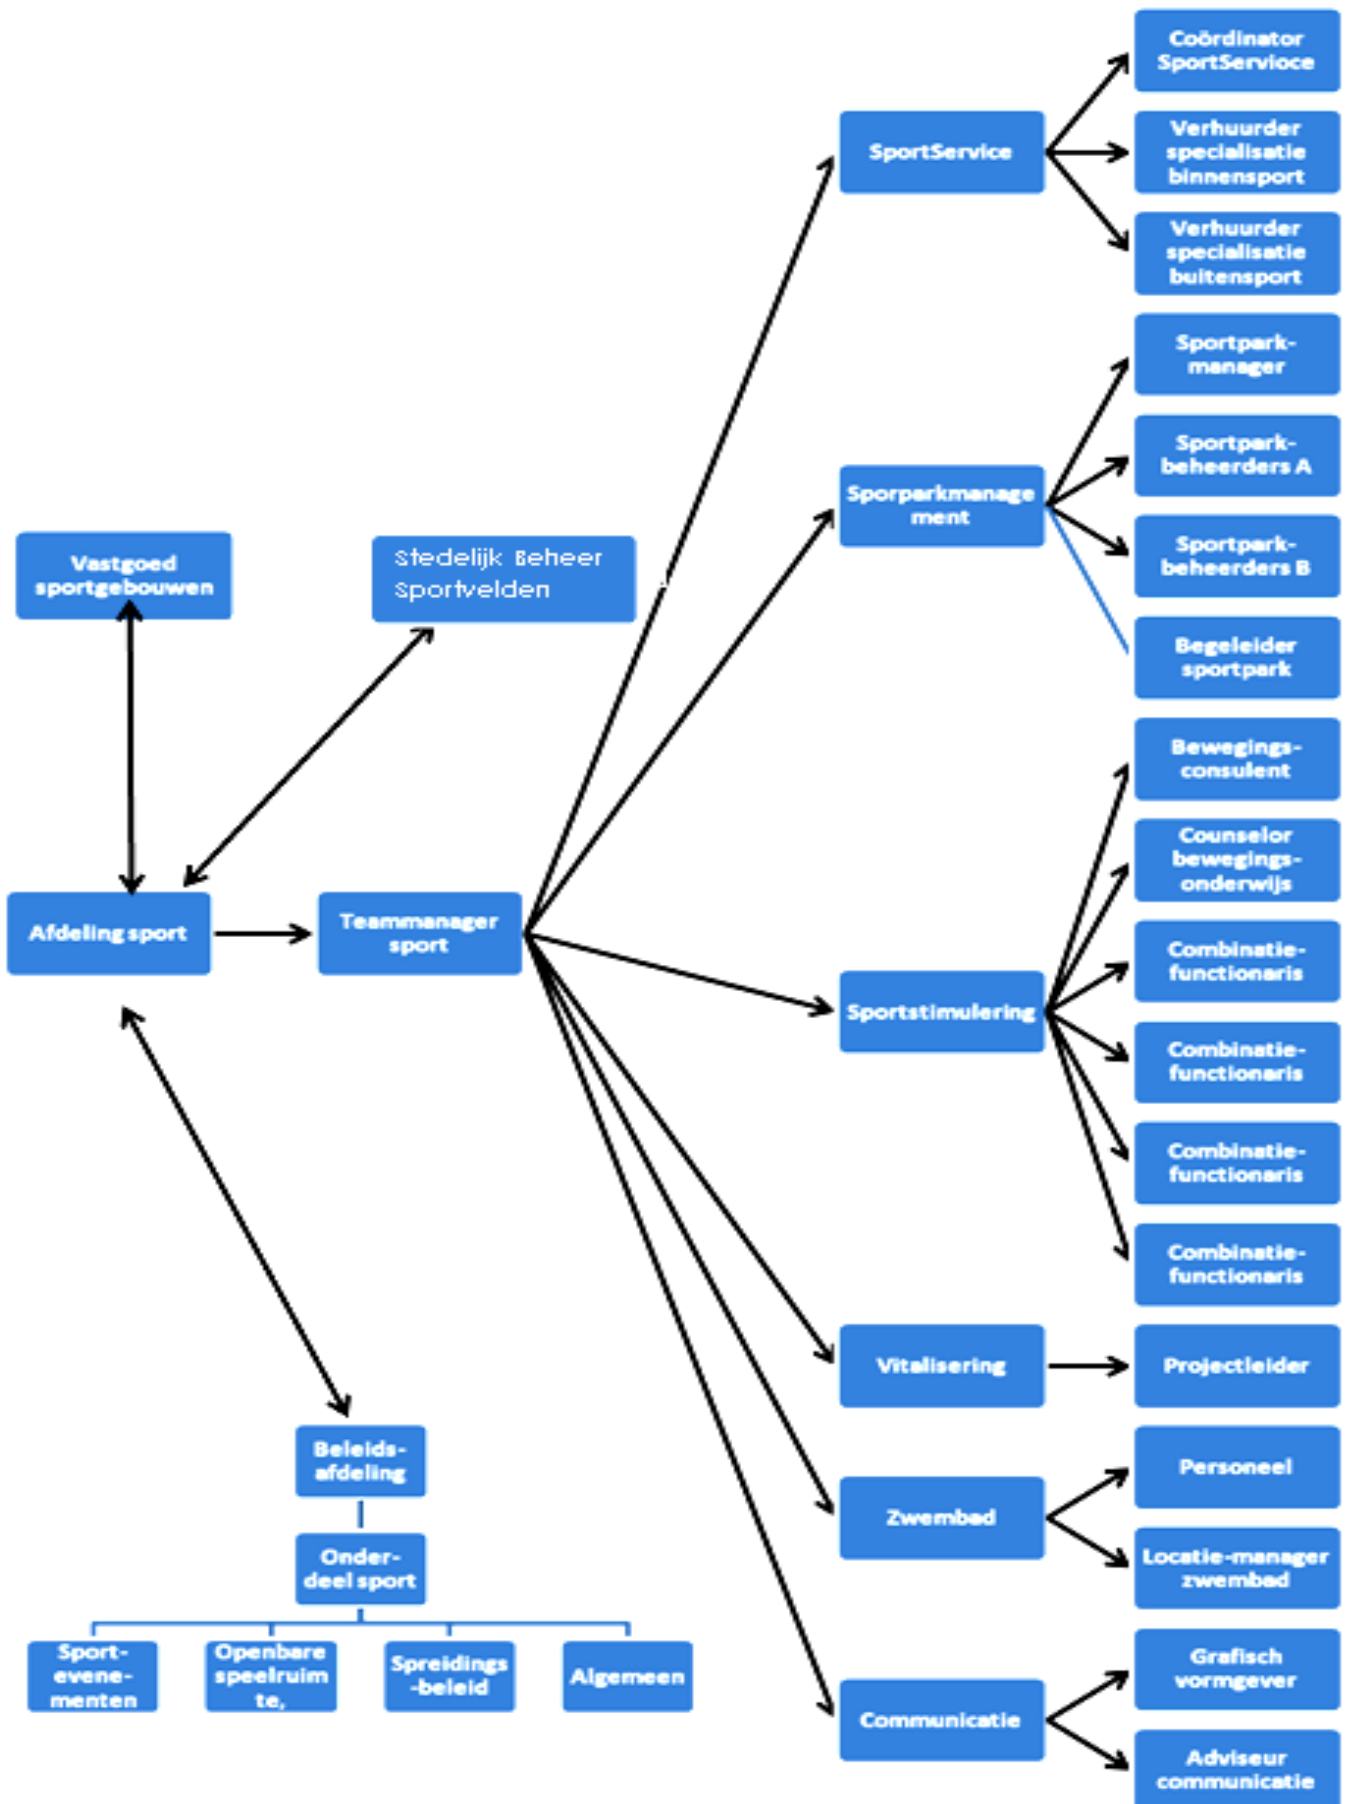 Coördinator
SportServioce
SportService
Verhuurder
specialisatie
binnensport
Verhuurder
specialisatie
buitensport
Sportpark-
manager
Sportpark-
beheerders A
Sporparkmanage
ment
Sportpark-
beheerders B
Begeleider
sportpark
Vastgoed
sportgebouwen
Stedelijk Beheer
Sportvelden
Bewegings-
consulent
Counselor
bewegings-
onderwijs
Afdeling sport
Teammanager
sport
Combinatie-
functionaris
Sportstimulering
Combinatie-
functionaris
Combinatie-
functionaris
Combinatie-
functionaris
Vitalisering
Projectleider
Beleids-
afdeling
Personeel
Zwembad
Onder-
deel sport
Locatie-manager
zwembad
Sport-
evene-
menten
Openbare
speelruim
te,
Spreidings
-beleid
Algemeen
Grafisch
vormgever
Communicatie
Adviseur
communicatie